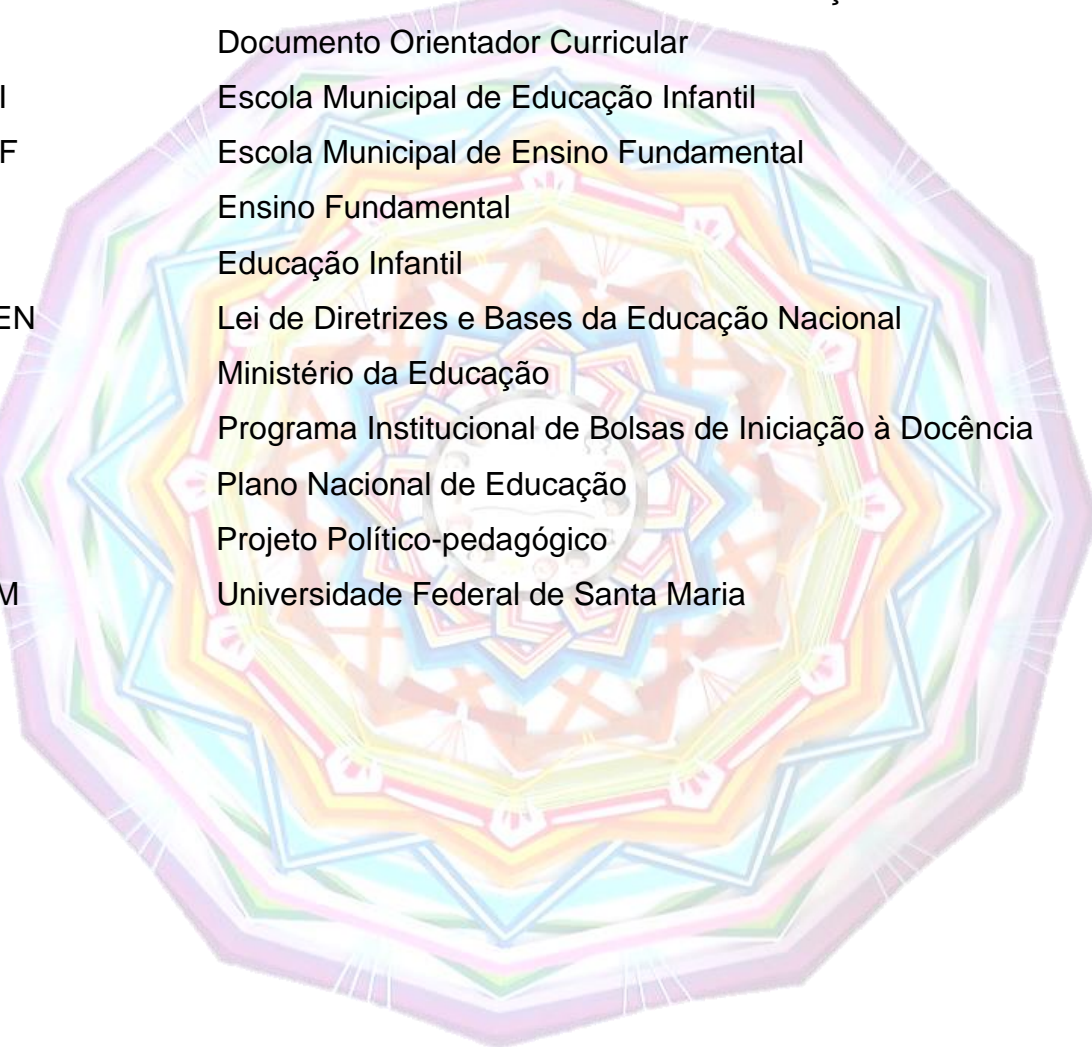 Documento Orientador Curricular
I Escola Municipal de Educação Infantil
F Escola Municipal de Ensino Fundamental
Ensino Fundamental
Educação Infantil
EN Lei de Diretrizes e Bases da Educação Nacional
Ministério da Educação
Programa Institucional de Bolsas de Iniciação à Docência
Plano Nacional de Educação
Projeto Político-pedagógico
M Universidade Federal de Santa Maria